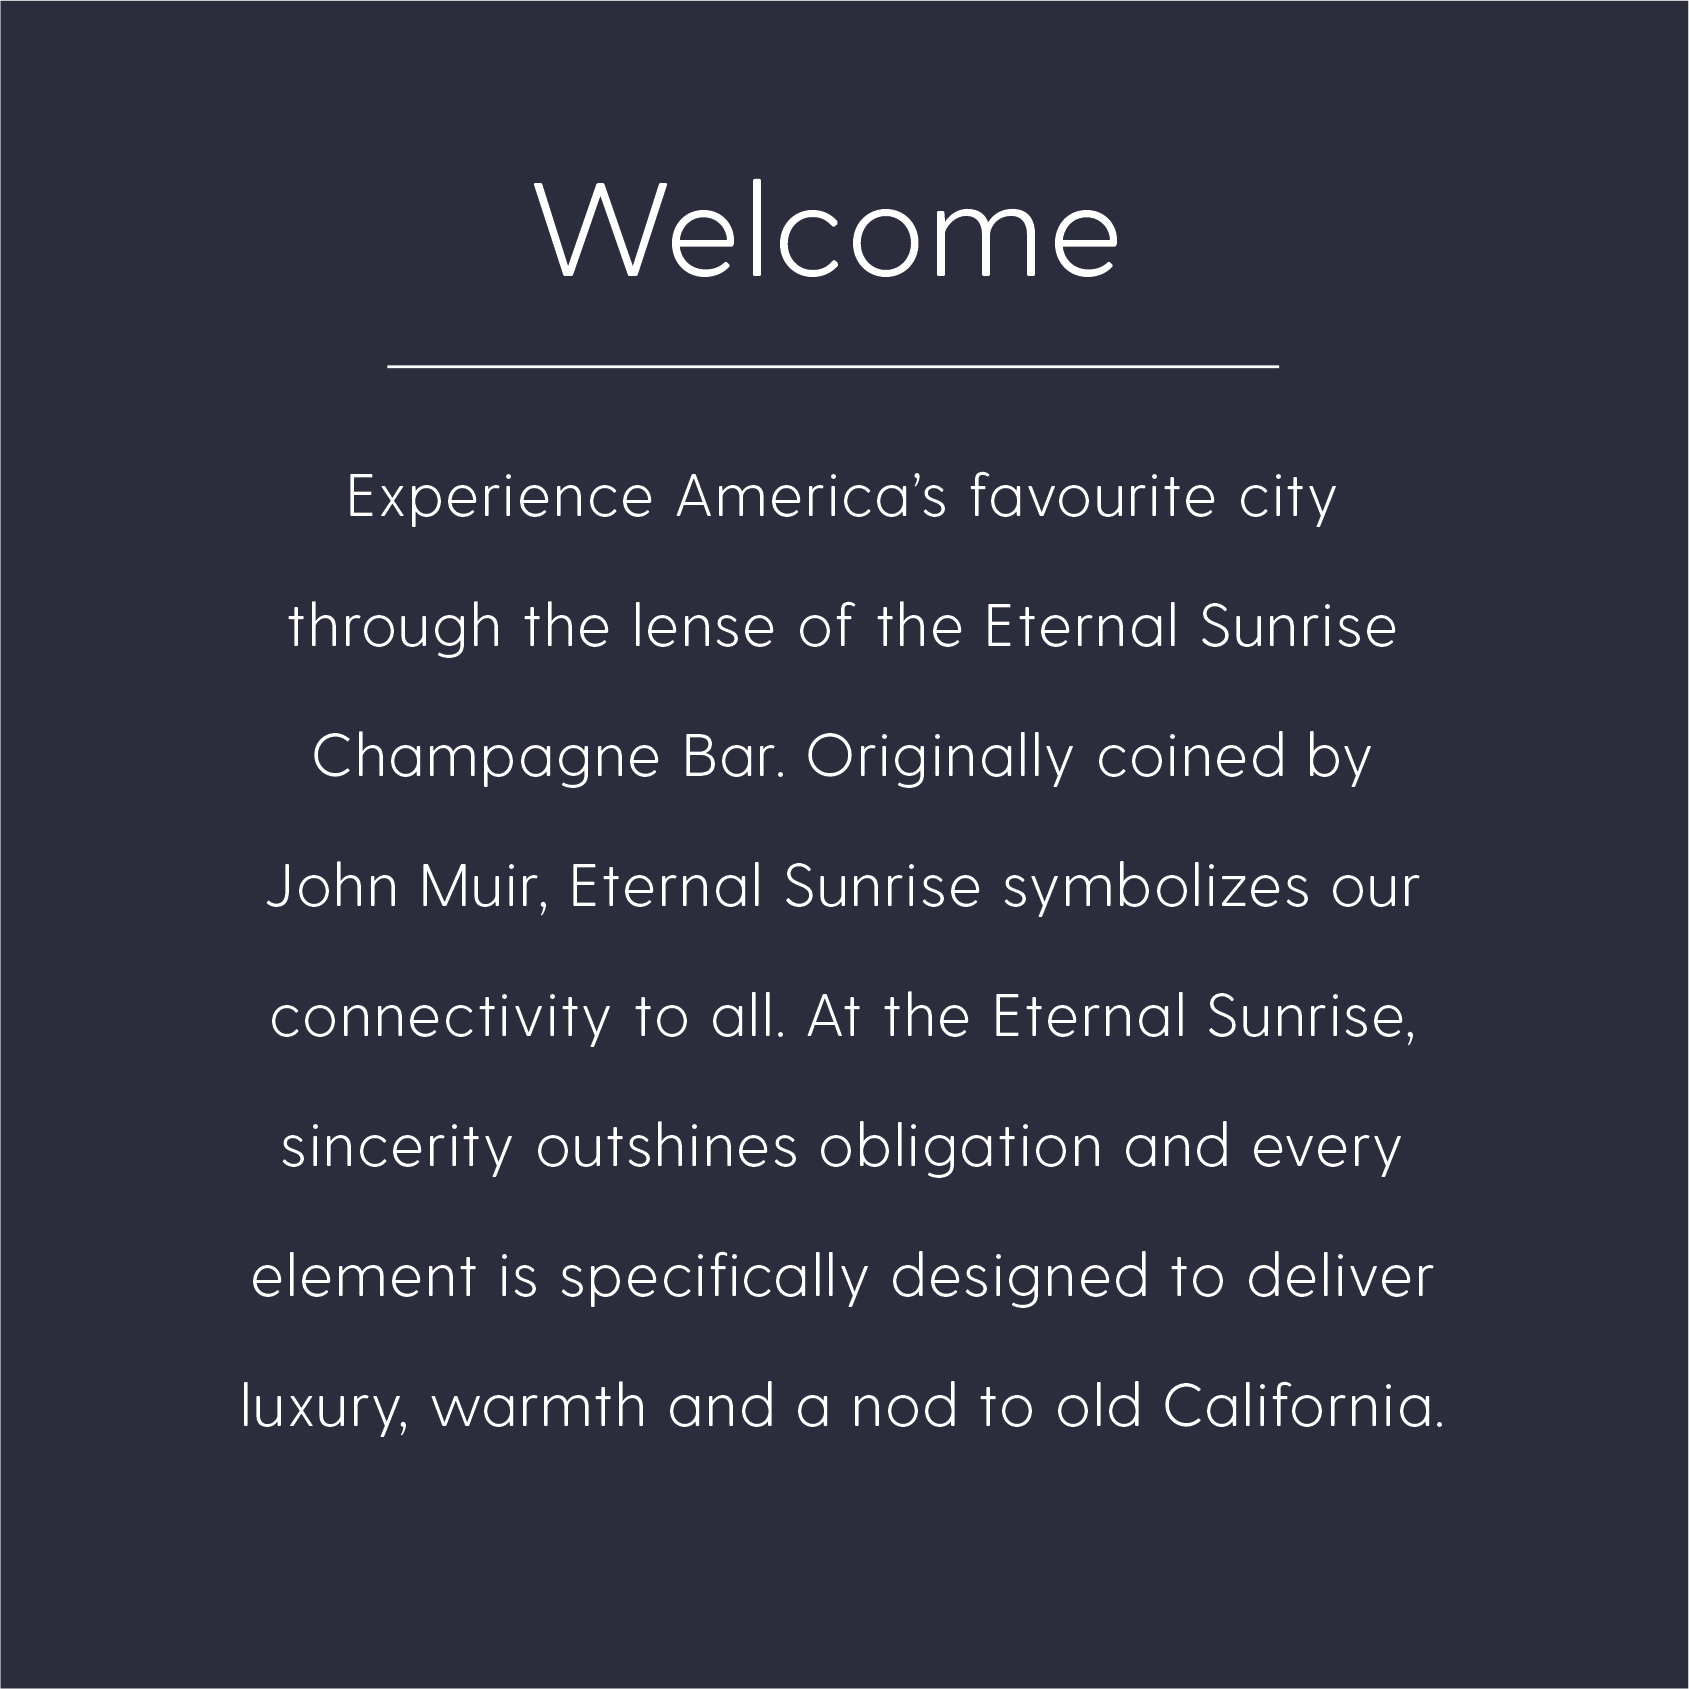 Welcome
Experience America’s favourite city
through the lense of the Eternal Sunrise
Champagne Bar. Originally coined by
John Muir, Eternal Sunrise symbolizes our
connectivity to all. At the Eternal Sunrise,
sincerity outshines obligation and every
element is specifically designed to deliver
luxury, warmth and a nod to old California.